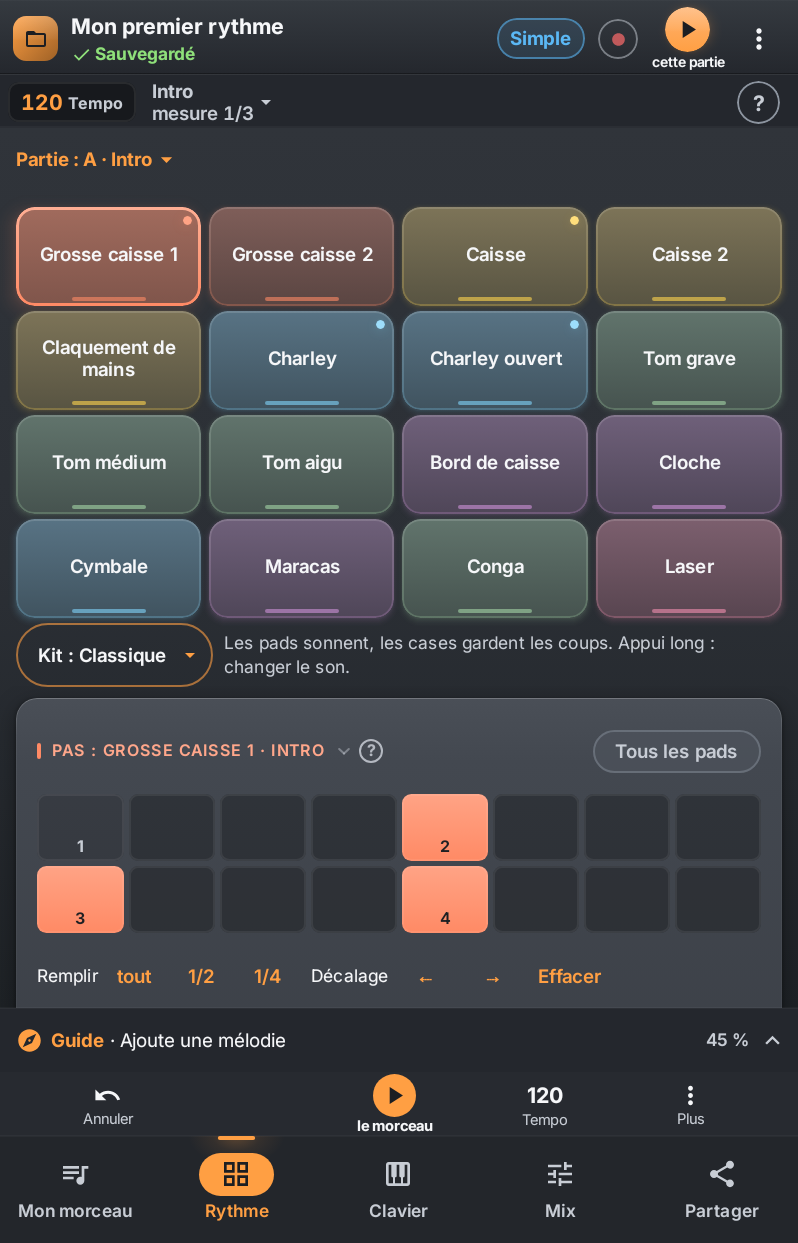 Mon premier rythme
Sauvegardé
Simple
cette partie
120 Tempo
Intro
mesure 1/3
?
Partie : A · Intro
Grosse caisse 1
Grosse caisse 2
Caisse
Caisse 2
Claquement de
mains
Charley
Charley ouvert
Tom grave
Tom médium
Tom aigu
Bord de caisse
Cloche
Cymbale
Maracas
Conga
Laser
Kit : Classique
Les pads sonnent, les cases gardent les coups. Appui long :
changer le son.
PAS : GROSSE CAISSE 1 · INTRO
?
Tous les pads
1
2
3
4
Remplir tout 1/2 1/4 Décalage ← → Effacer
Guide · Ajoute une mélodie
45 %
Annuler
le morceau
120
Tempo
Plus
Mon morceau
Rythme
Clavier
Mix
Partager